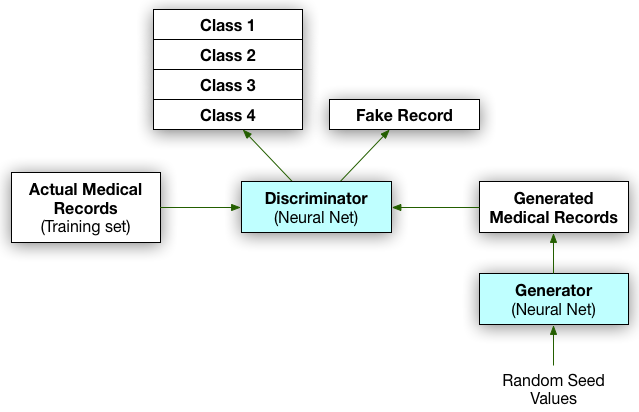 Class 1
Class 2
Class 3
Class 4
Fake Record
Actual Medical
Records
(Training set)
Discriminator
(Neural Net)
Generated
Medical Records
Generator
(Neural Net)
Random Seed
Values